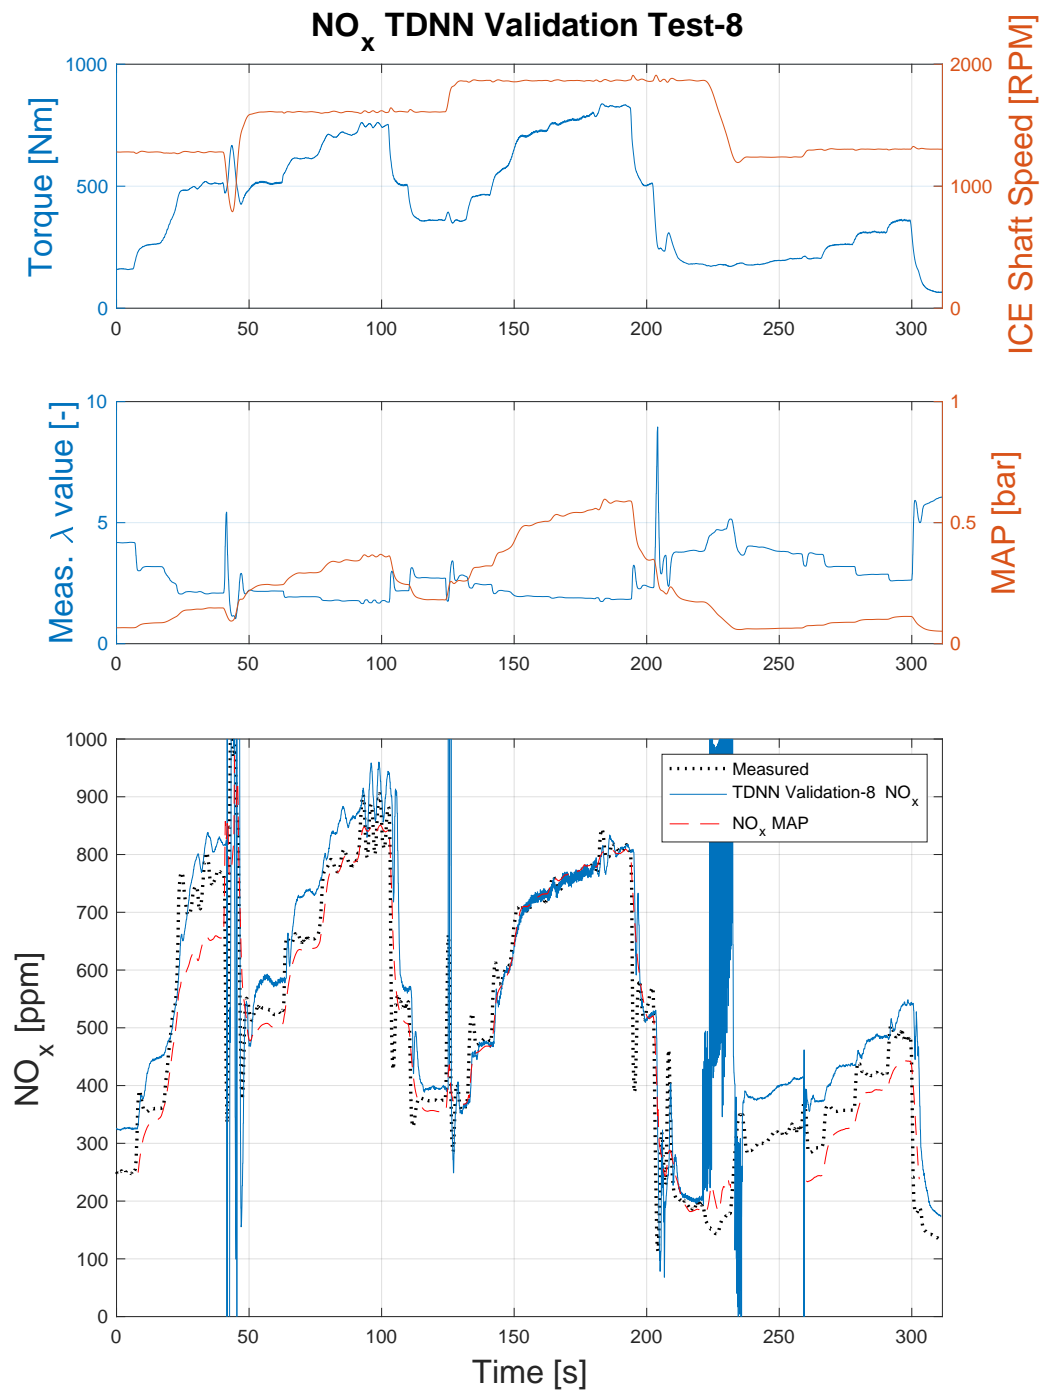 NOx TDNN Validation Test-8
Torque [Nm]
1000
500
0
2000
1000
0
ICE Shaft Speed [RPM]
0 50 100 150 200 250 300
Meas. λ value [-]
10
5
0
1
0.5
0
MAP [bar]
0 50 100 150 200 250 300
NOx [ppm]
1000
900
800
700
600
500
400
300
200
100
0
Measured
TDNN Validation-8 NOx
NOx MAP
0 50 100 150 200 250 300
Time [s]